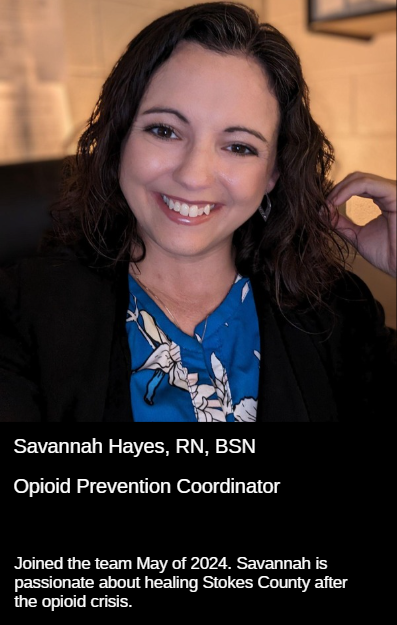 Savannah Hayes, RN, BSN
Opioid Prevention Coordinator
Joined the team May of 2024. Savannah is
passionate about healing Stokes County after
the opioid crisis.